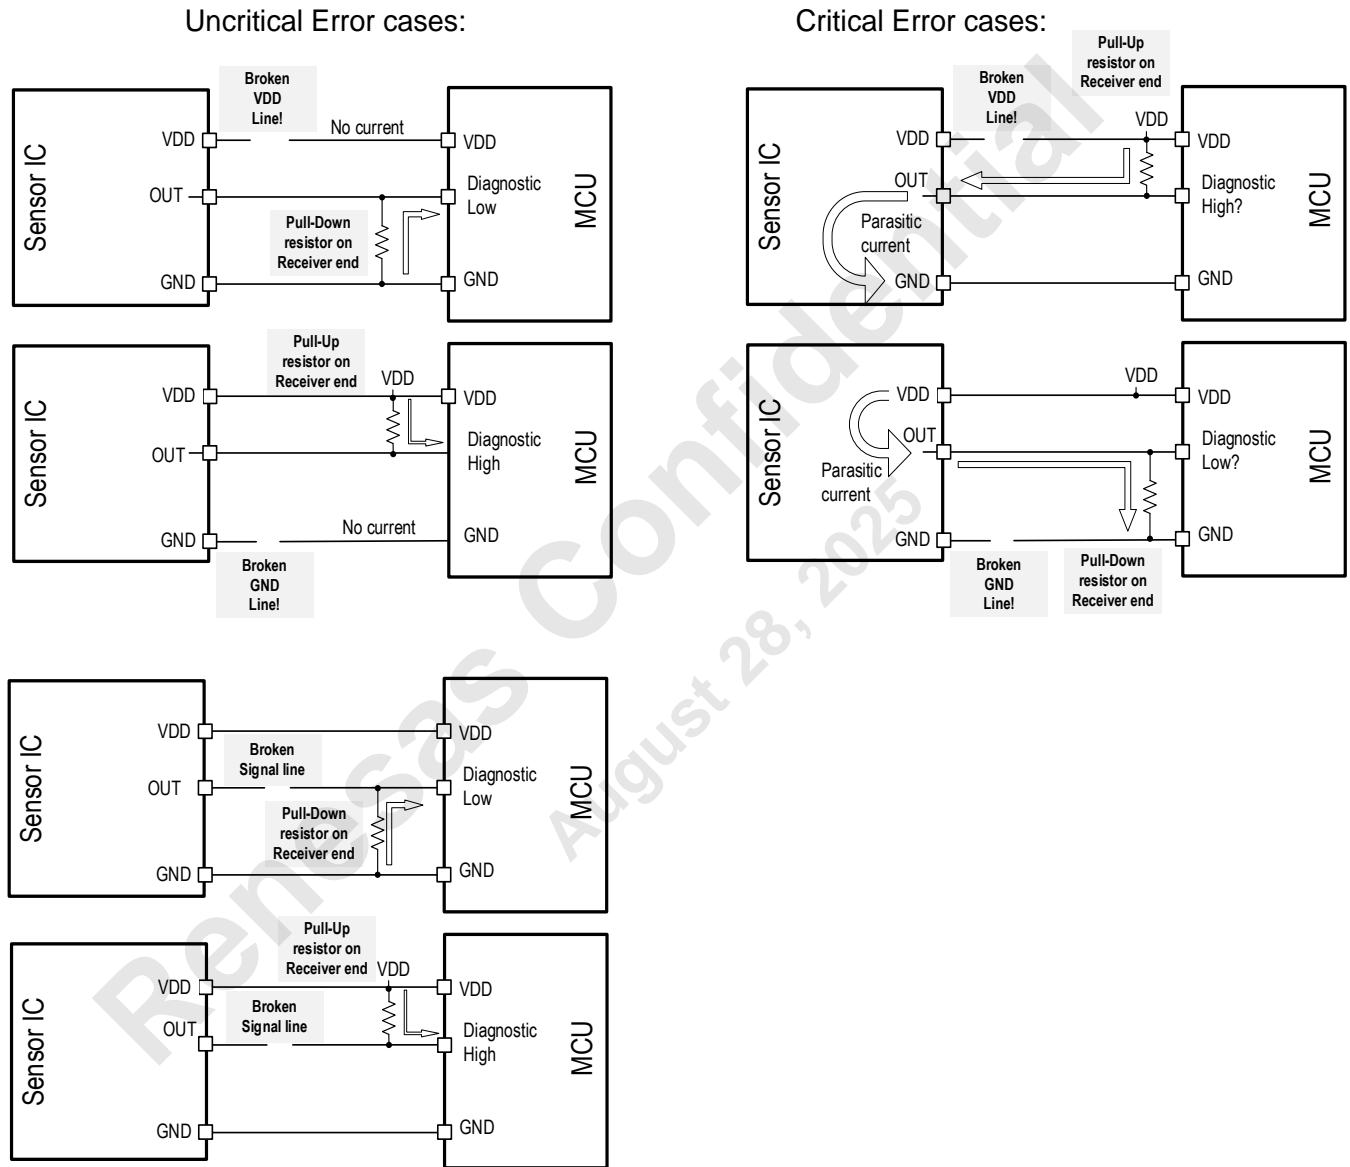 Uncritical Error cases:
Critical Error cases:
Broken
VDD
Line!
No current
Sensor IC
VDD
OUT
GND
Pull-Down
resistor on
Receiver end
VDD
Diagnostic
Low
GND
MCU
Pull-Up
resistor on
Receiver end
Broken
VDD
Line!
VDD
Sensor IC
VDD
OUT
Parasitic
current
GND
VDD
Diagnostic
High?
GND
MCU
Pull-Up
resistor on
Receiver end
VDD
Sensor IC
VDD
OUT
GND
No current
Broken
GND
Line!
VDD
Diagnostic
High
GND
MCU
VDD
Sensor IC
VDD
OUT
Parasitic
current
GND
Broken
GND
Line!
Pull-Down
resistor on
Receiver end
VDD
Diagnostic
Low?
GND
MCU
Sensor IC
VDD
OUT
GND
Broken
Signal line
Pull-Down
resistor on
Receiver end
VDD
Diagnostic
Low
GND
MCU
Pull-Up
resistor on
Receiver end
VDD
Sensor IC
VDD
OUT
GND
Broken
Signal line
VDD
Diagnostic
High
GND
MCU
Renesas Confidential
August 28, 2025